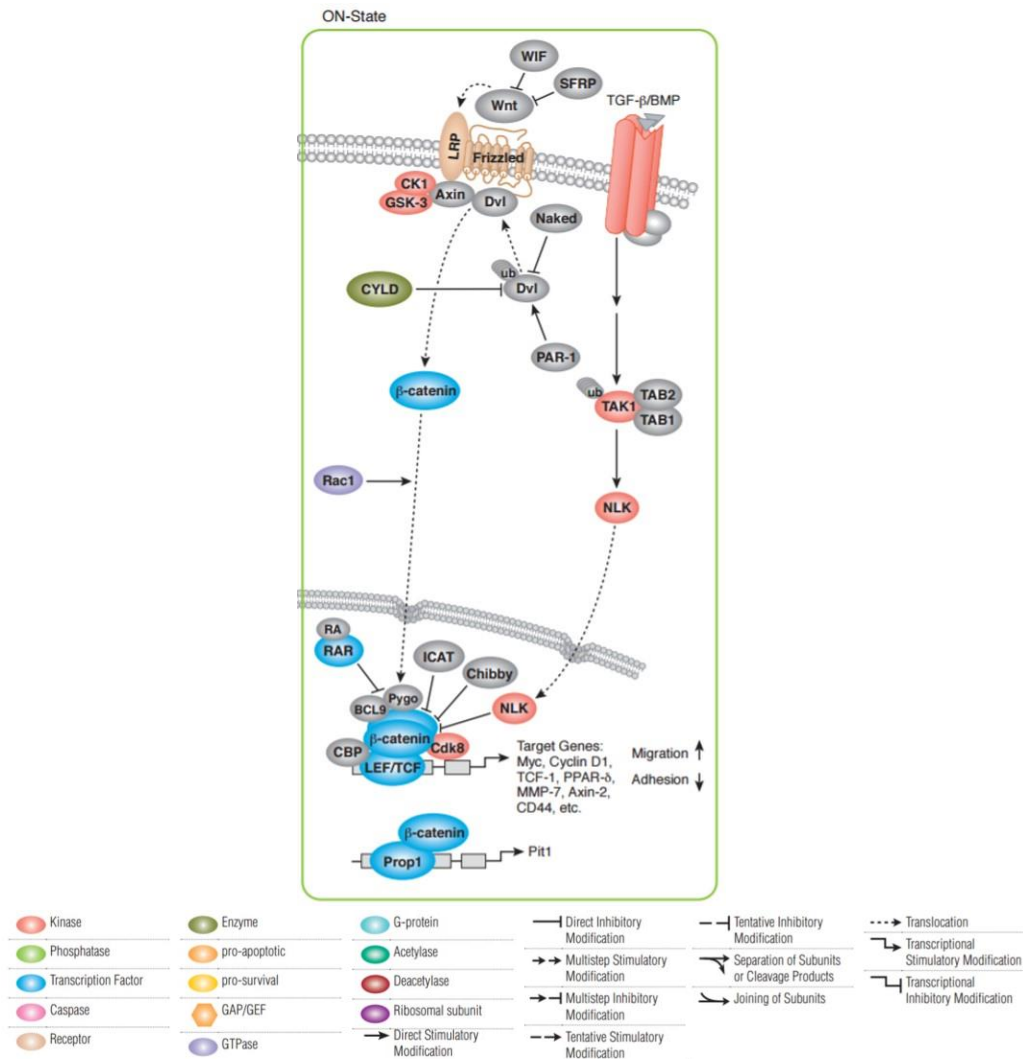 ON-State
WIF
SFRP
Wnt
TGF-β/BMP
LRP
Frizzled
CK1
GSK-3
Axin
Dvl
Naked
ub
Dvl
CYLD
PAR-1
β-catenin
ub
TAK1
TAB2
TAB1
Rac1
NLK
RA
RAR
ICAT
Chibby
Pygo
BCL9
NLK
β-catenin
Cdk8
CBP
LEF/TCF
Target Genes:
Myc, Cyclin D1,
TCF-1, PPAR-δ,
MMP-7, Axin-2,
CD44, etc.
Migration
Adhesion
β-catenin
Prop1
Pit1
Kinase
Phosphatase
Transcription Factor
Caspase
Receptor
Enzyme
pro-apoptotic
pro-survival
GAP/GEF
GTPase
G-protein
Acetylase
Deacetylase
Ribosomal subunit
Direct Stimulatory
Modification
Direct Inhibitory
Modification
Multistep Stimulatory
Modification
Multistep Inhibitory
Modification
Tentative Stimulatory
Modification
Tentative Inhibitory
Modification
Separation of Subunits
or Cleavage Products
Joining of Subunits
Translocation
Transcriptional
Stimulatory Modification
Transcriptional
Inhibitory Modification